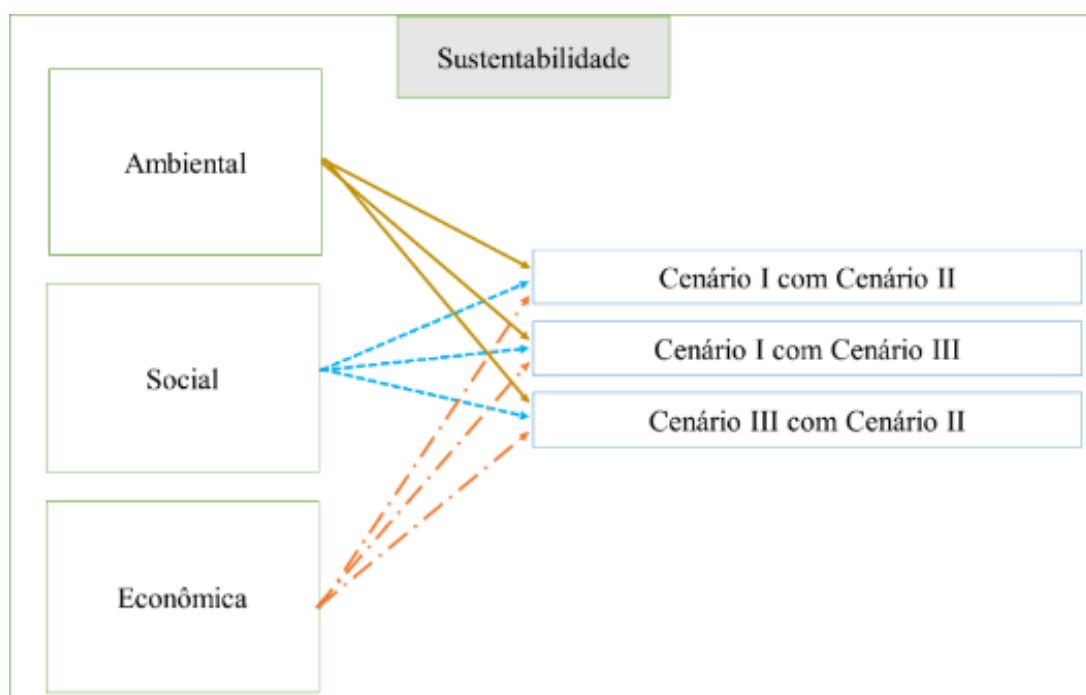 Sustentabilidade
Ambiental
Social
Econômica
Cenário I com Cenário II
Cenário I com Cenário III
Cenário III com Cenário II